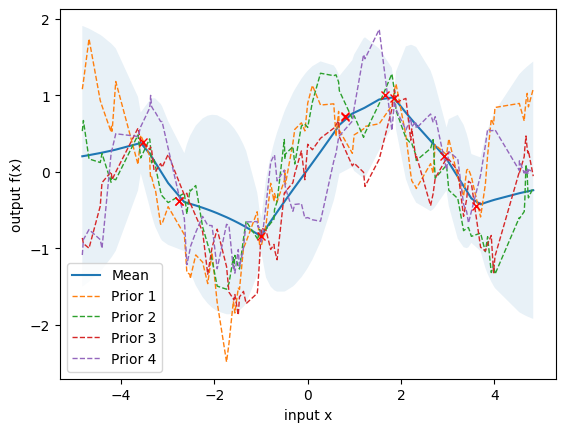 2
1
0
−1
−2
output f(x)
Mean
Prior 1
Prior 2
Prior 3
Prior 4
−4
−2
0
2
4
input x